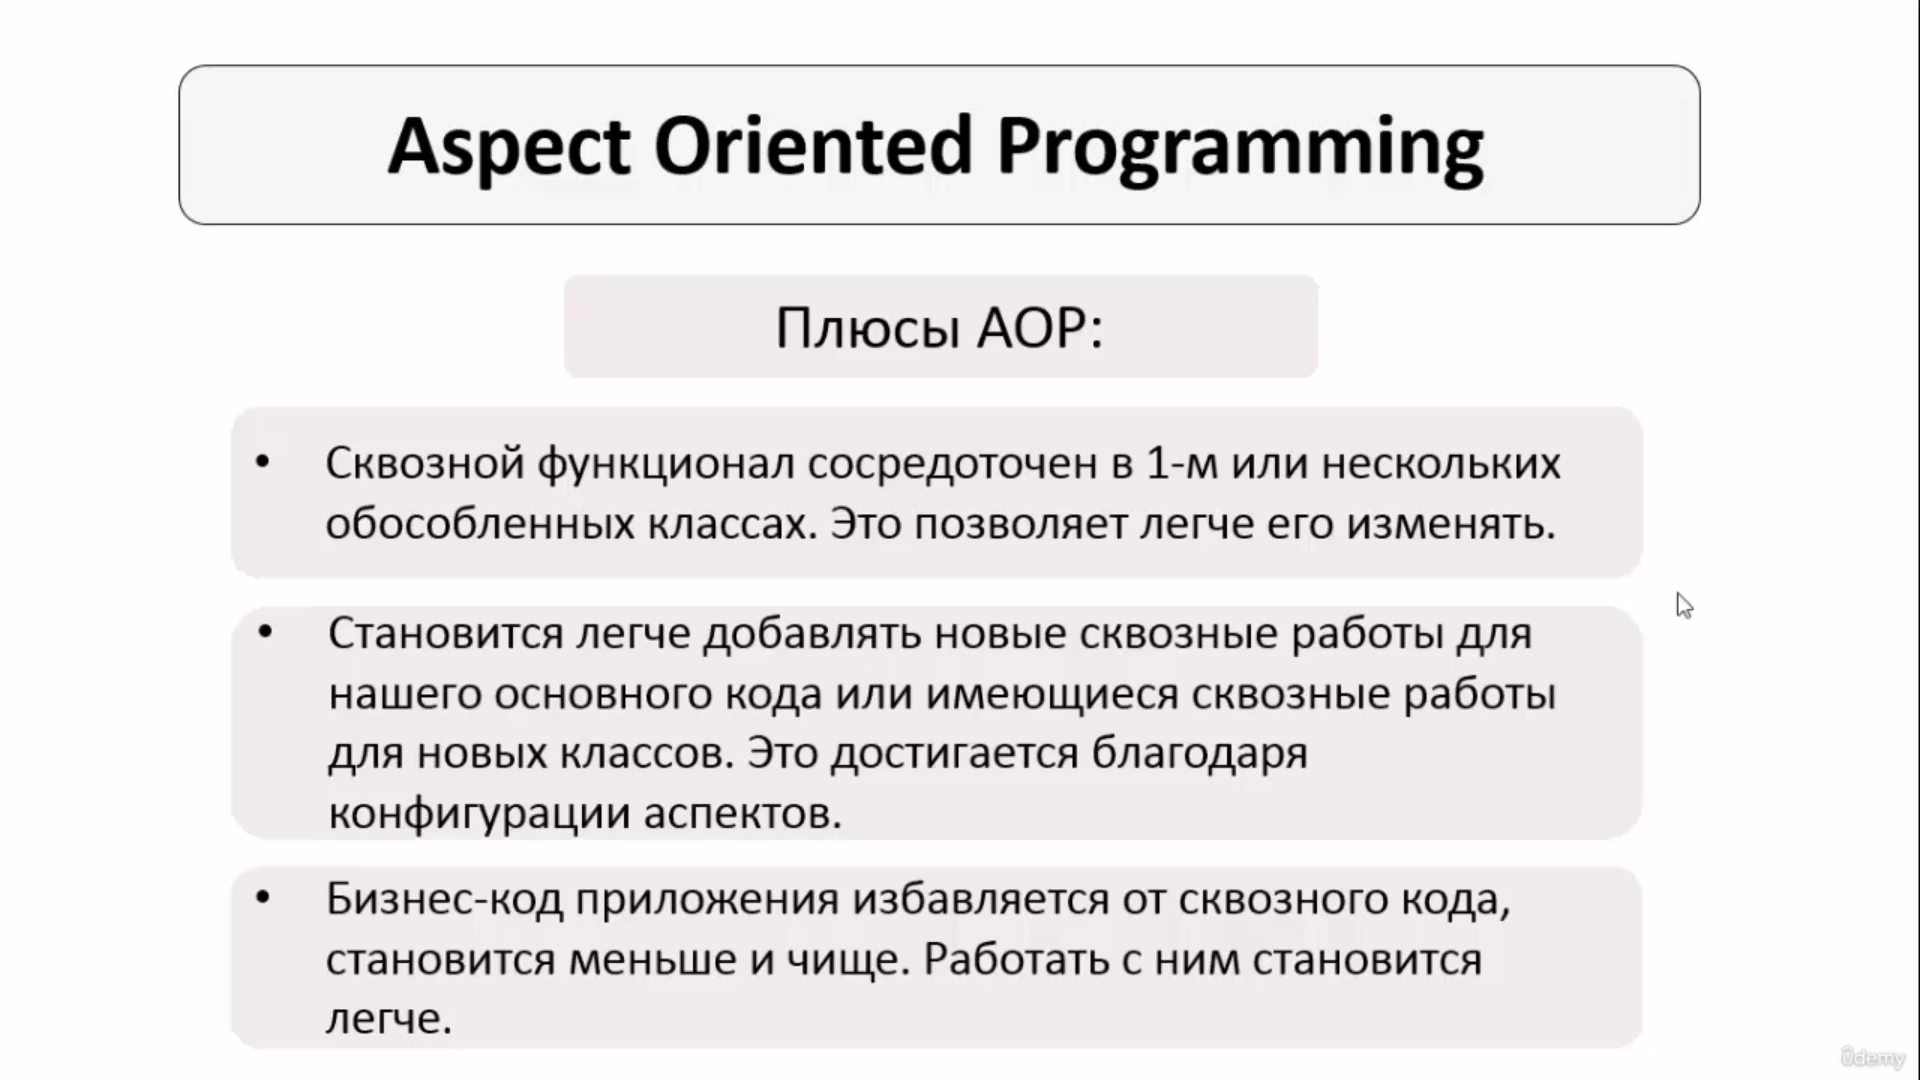 Aspect Oriented Programming
Плюсы AOP:
• Сквозной функционал сосредоточен в 1-м или нескольких
обособленных классах. Это позволяет легче его изменять.
• Становится легче добавлять новые сквозные работы для
нашего основного кода или имеющиеся сквозные работы
для новых классов. Это достигается благодаря
конфигурации аспектов.
• Бизнес-код приложения избавляется от сквозного кода,
становится меньше и чище. Работать с ним становится
легче.
ûdemy